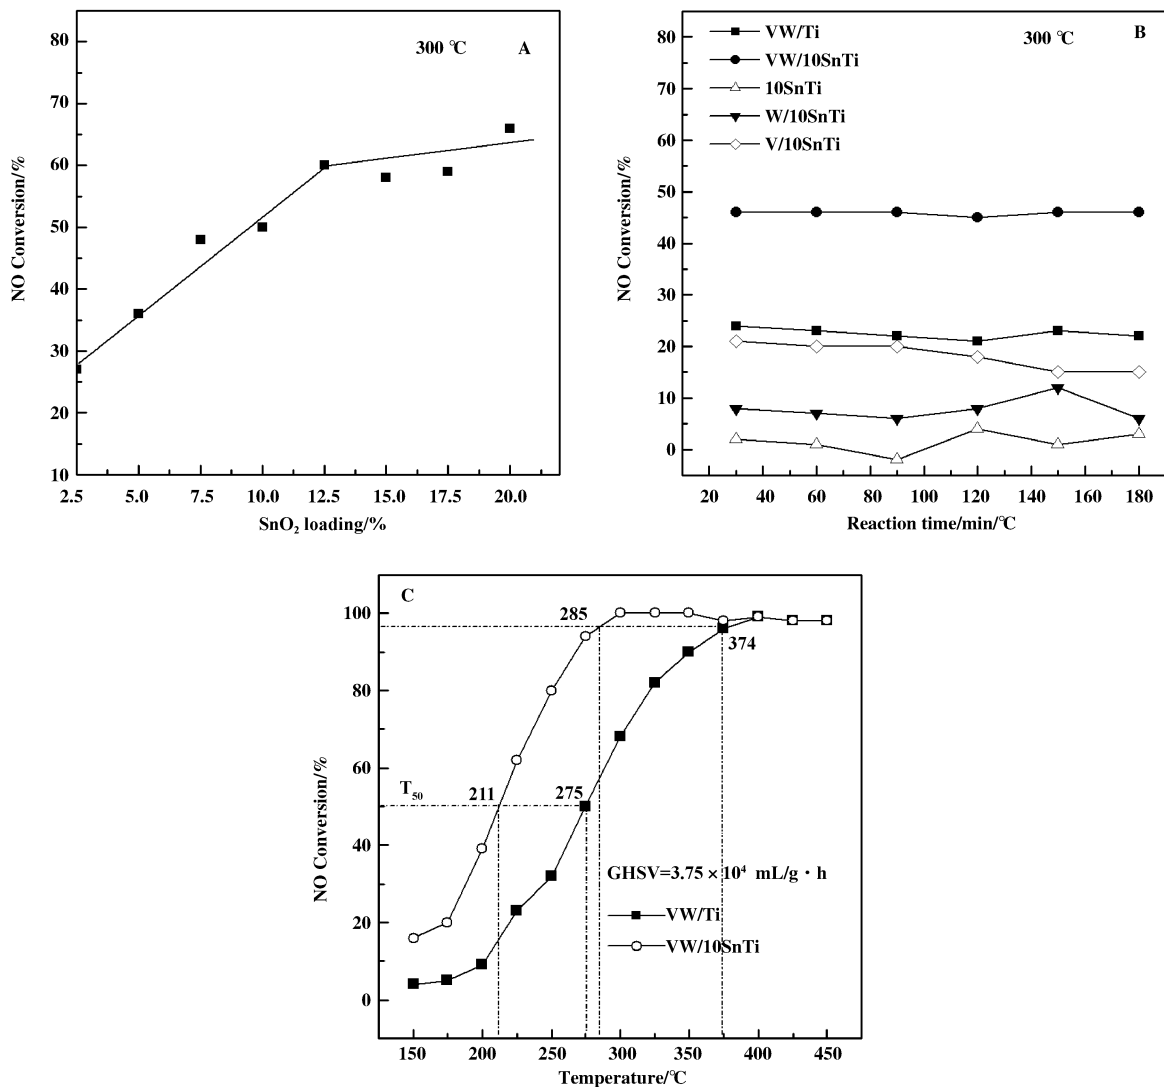 80
70
60
50
40
30
20
10
300 ℃
A
NO Conversion/%
2.5 5.0 7.5 10.0 12.5 15.0 17.5 20.0
SnO₂ loading/%
VW/Ti
VW/10SnTi
10SnTi
W/10SnTi
V/10SnTi
300 ℃
B
80
70
60
50
40
30
20
10
0
NO Conversion/%
20 40 60 80 100 120 140 160 180
Reaction time/min/℃
C
100
80
60
40
20
0
NO Conversion/%
285
374
T₅₀
211
275
GHSV=3.75×10⁴ mL/g·h
VW/Ti
VW/10SnTi
150 200 250 300 350 400 450
Temperature/℃